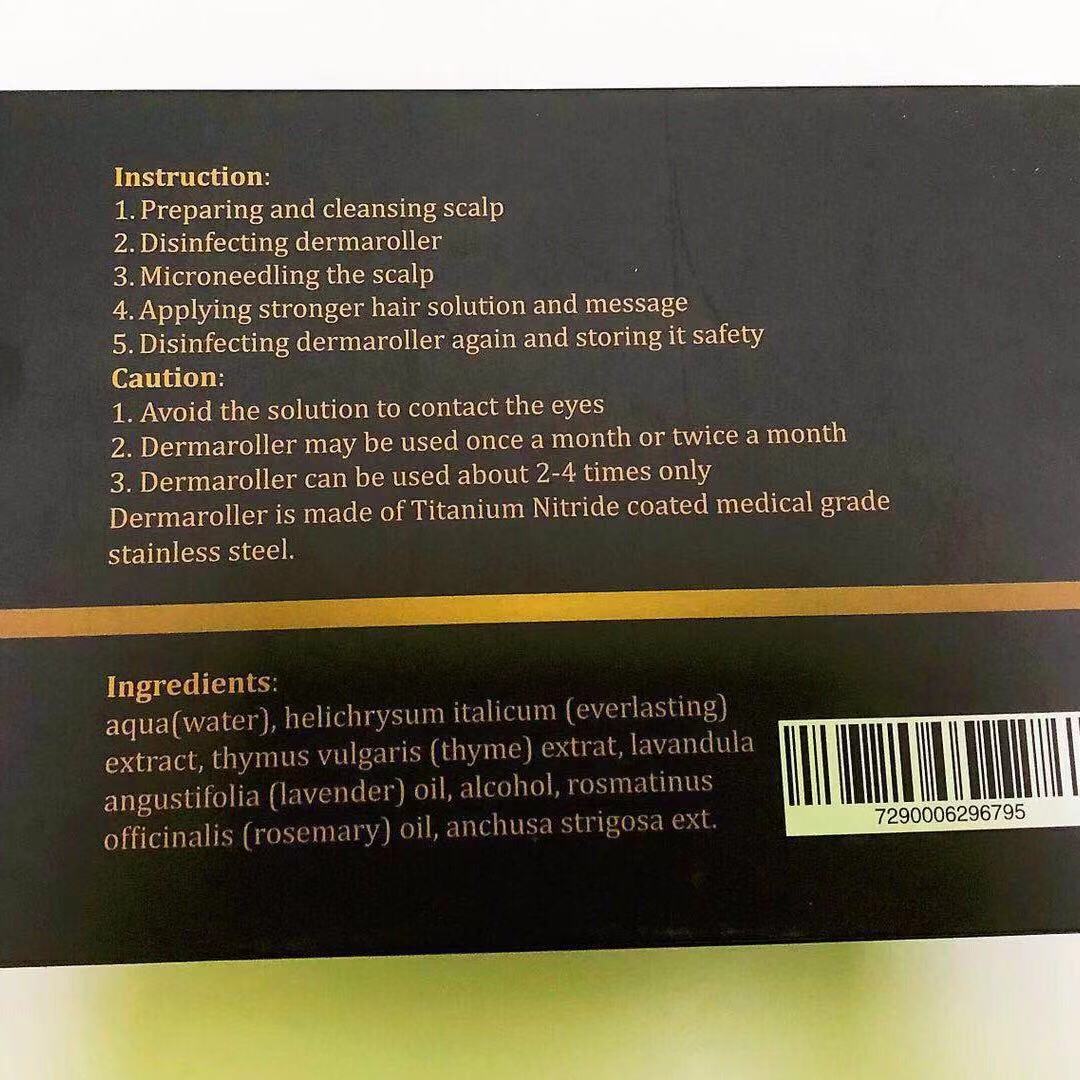 Instruction:
1. Preparing and cleansing scalp
2. Disinfecting dermaroller
3. Microneedling the scalp
4. Applying stronger hair solution and message
5. Disinfecting dermaroller again and storing it safety
Caution:
1. Avoid the solution to contact the eyes
2. Dermaroller may be used once a month or twice a month
3. Dermaroller can be used about 2-4 times only
Dermaroller is made of Titanium Nitride coated medical grade
stainless steel.
Ingredients:
aqua(water), helichrysum italicum (everlasting)
extract, thymus vulgaris (thyme) extrat, lavandula
angustifolia (lavender) oil, alcohol, rosmatinus
officinalis (rosemary) oil, anchusa strigosa ext.
7290006296795